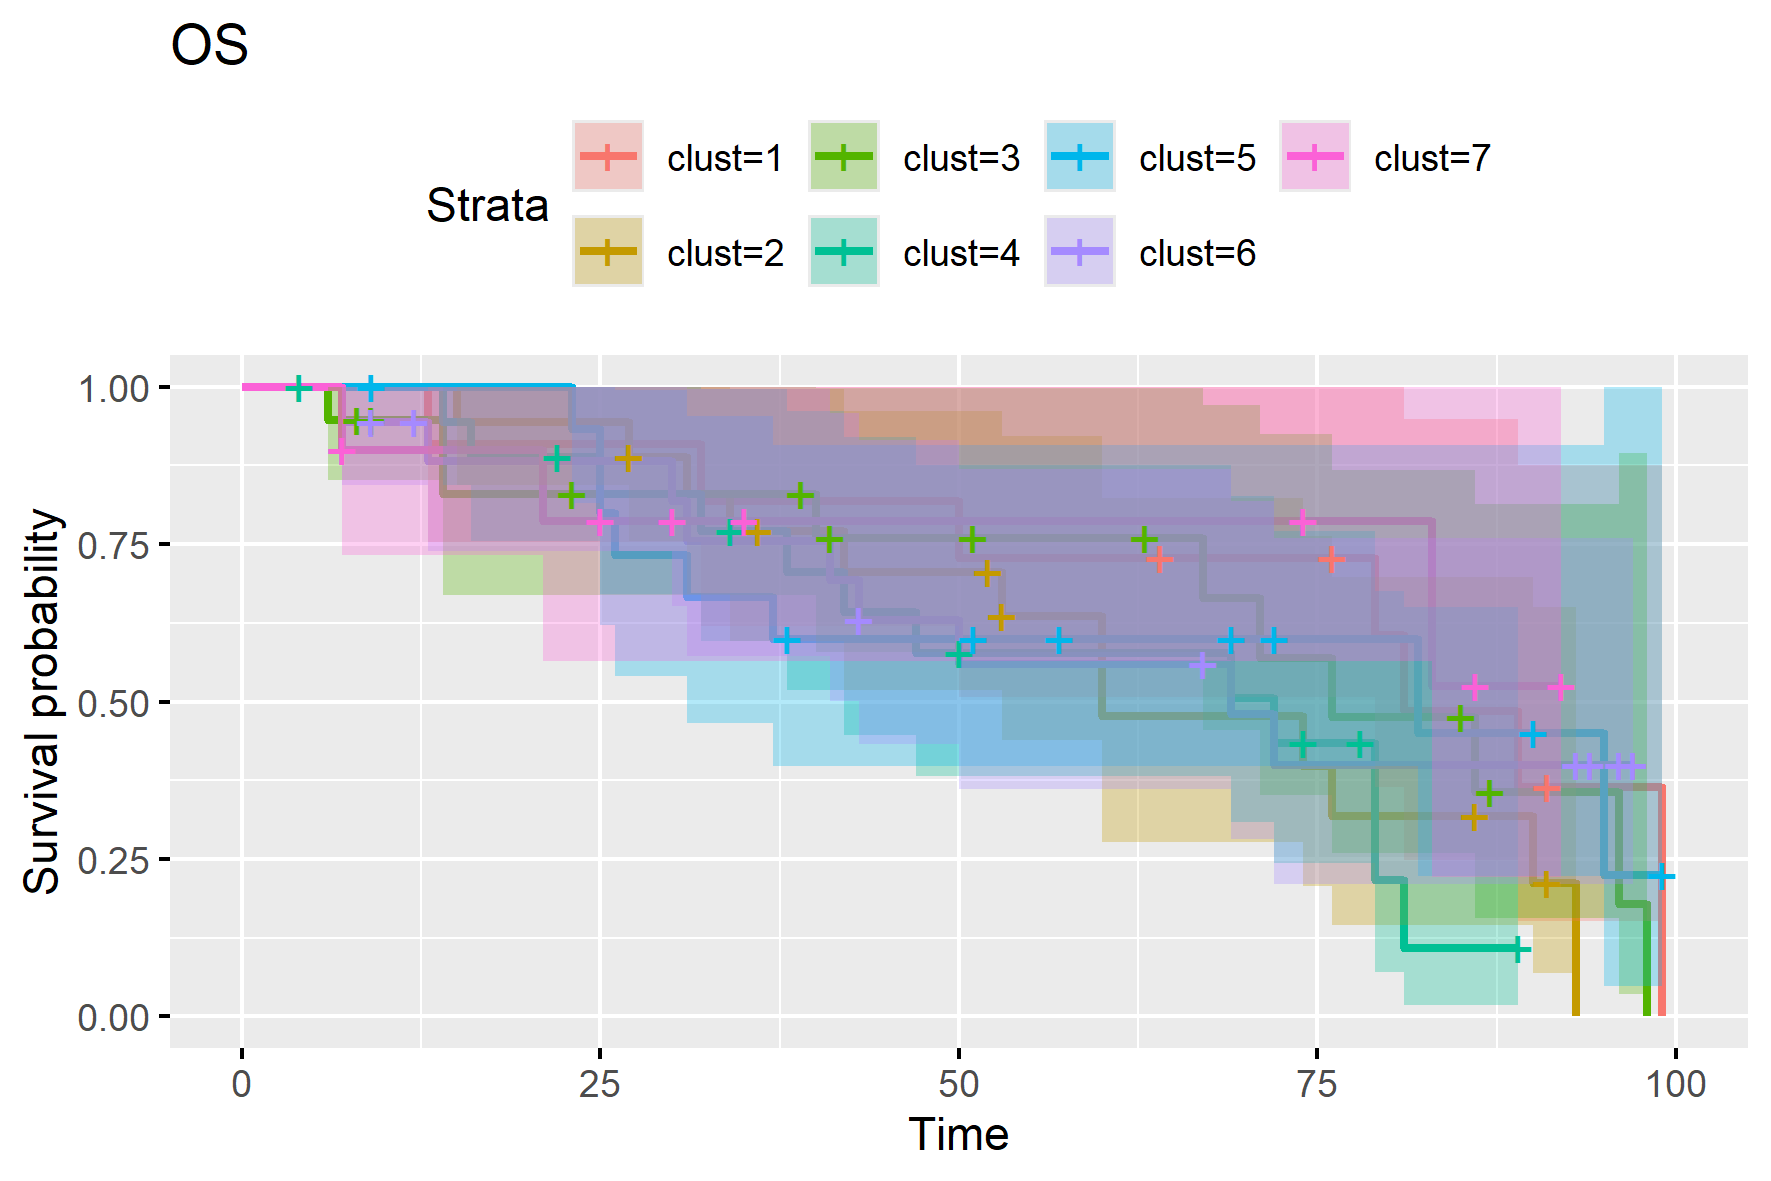 OS
Strata
clust=1
clust=3
clust=5
clust=7
clust=2
clust=4
clust=6
Survival probability
1.00
0.75
0.50
0.25
0.00
0
25
50
75
100
Time